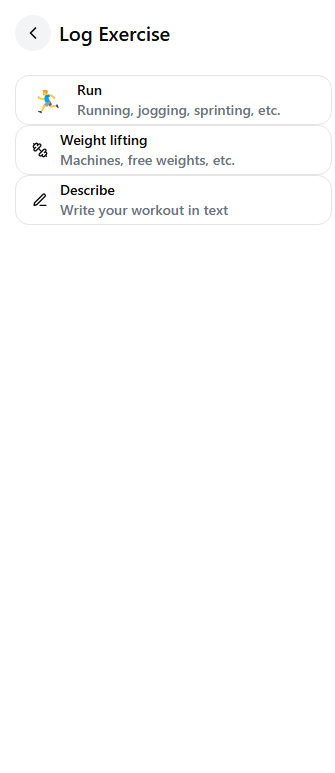 Log Exercise
Run
Running, jogging, sprinting, etc.
Weight lifting
Machines, free weights, etc.
Describe
Write your workout in text